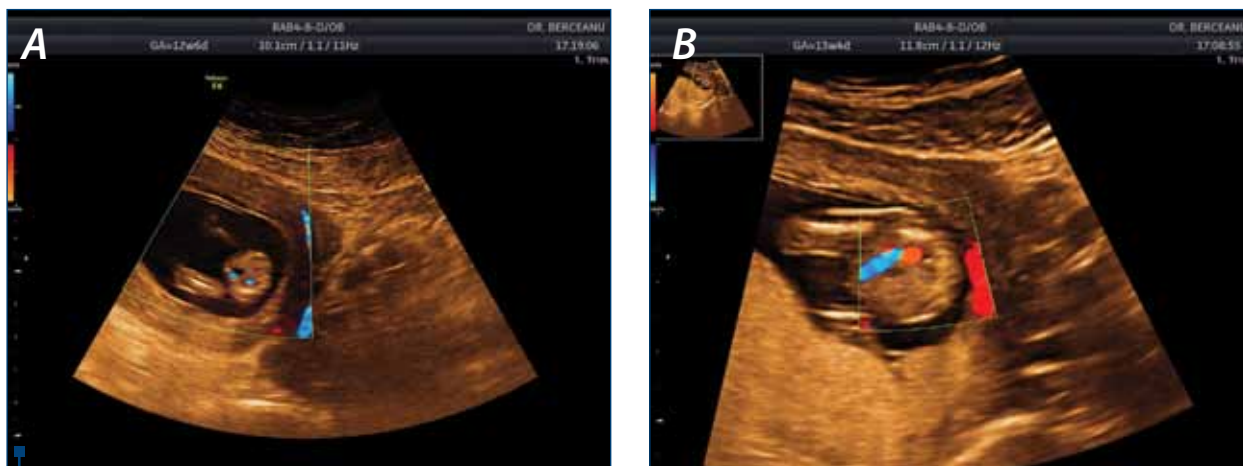 A
RAB4-8-D/OB
DR. BERCEANU
GA=12w6d
10.1cm / 1.1 / 11Hz
17:19:06
1. Trim
B
RAB4-8-D/OB
DR. BERCEANU
GA=13w4d
11.8cm / 1.1 / 12Hz
17:08:55
1. Trim